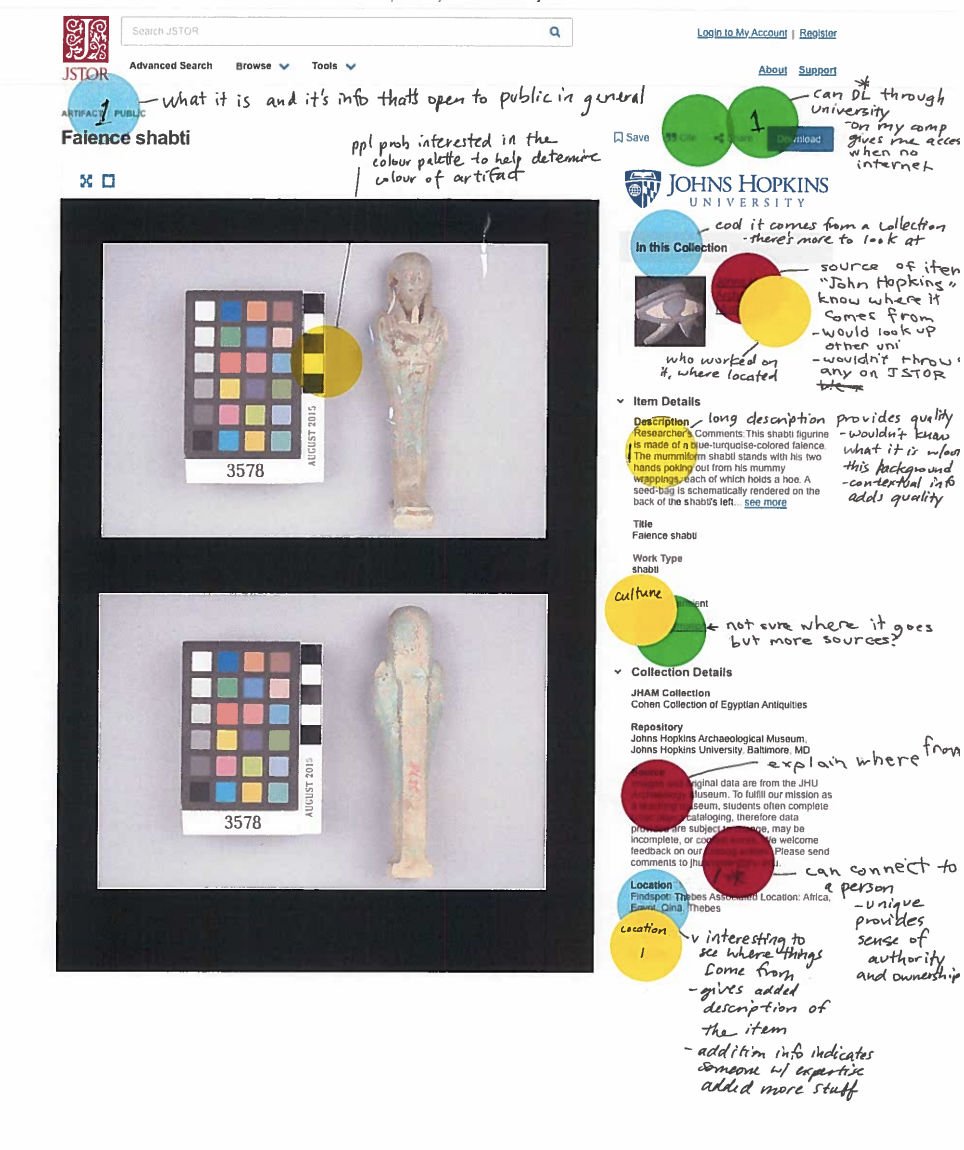 Search JSTOR
Login to My Account | Register
JSTOR
Advanced Search Browse Tools
About Support
1
ARTIFACT PUBLIC
what it is and it's info thats open to public in general
Faience shabti
Save Cite Share Download
1
*
can DL through
university
- on my comp
gives me acces
when no
internet
ppl prob interested in the
colour palette to help determine
colour of artifact
JOHNS HOPKINS
UNIVERSITY
In this Collection
cool it comes from a collection
- there's more to look at
source of item
"John Hopkins"
know where it
comes from
- would look up
other uni
- wouldn't throw
any on JSTOR
who worked on
it, where located
AUGUST 2015
3578
Item Details
Description
1
Researcher's Comments: This shabti figurine
is made of a blue-turquoise-colored faience.
The mummiform shabti stands with his two
hands poking out from his mummy
wrappings, each of which holds a hoe. A
seed-bag is schematically rendered on the
back of the shabti's left... see more
long description provides quality
- wouldn't know
what it is w/out
this background
- contextual info
adds quality
Title
Faience shabti
Work Type
shabti
culture
not sure where it goes
but more sources?
AUGUST 2015
3578
Collection Details
JHAM Collection
Cohen Collection of Egyptian Antiquities
Repository
Johns Hopkins Archaeological Museum,
Johns Hopkins University, Baltimore, MD
explain where from
Source
Images and original data are from the JHU
Archaeology Museum. To fulfill our mission as
a teaching museum, students often complete
cataloging, therefore data
provided are subject to change, may be
incomplete, or We welcome
feedback on our Please send
comments to
can connect to
a person
- unique
provides
sense of
authority
and ownership
Location
Findspot: Thebes Associated Location: Africa,
Egypt, Qina, Thebes
Location
1
v interesting to
see where things
come from
- gives added
description of
the item
- addition info indicates
someone w/ expertise
added more stuff